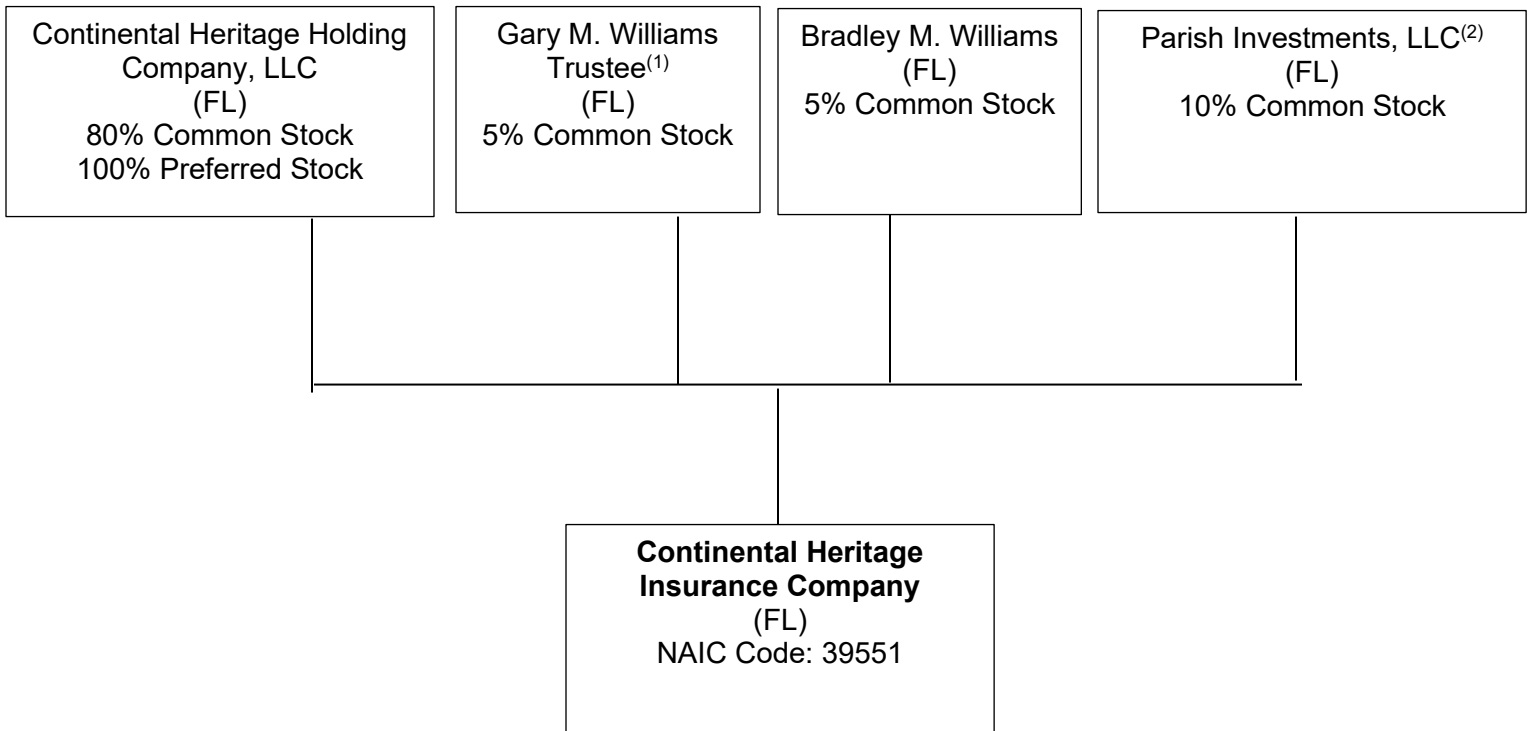 Continental Heritage Holding
Company, LLC
(FL)
80% Common Stock
100% Preferred Stock
Gary M. Williams
Trustee(1)
(FL)
5% Common Stock
Bradley M. Williams
(FL)
5% Common Stock
Parish Investments, LLC(2)
(FL)
10% Common Stock
Continental Heritage
Insurance Company
(FL)
NAIC Code: 39551